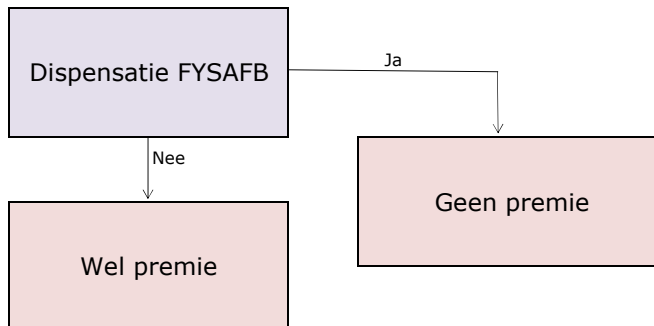 Dispensatie FYSAFB
Ja
Nee
Geen premie
Wel premie